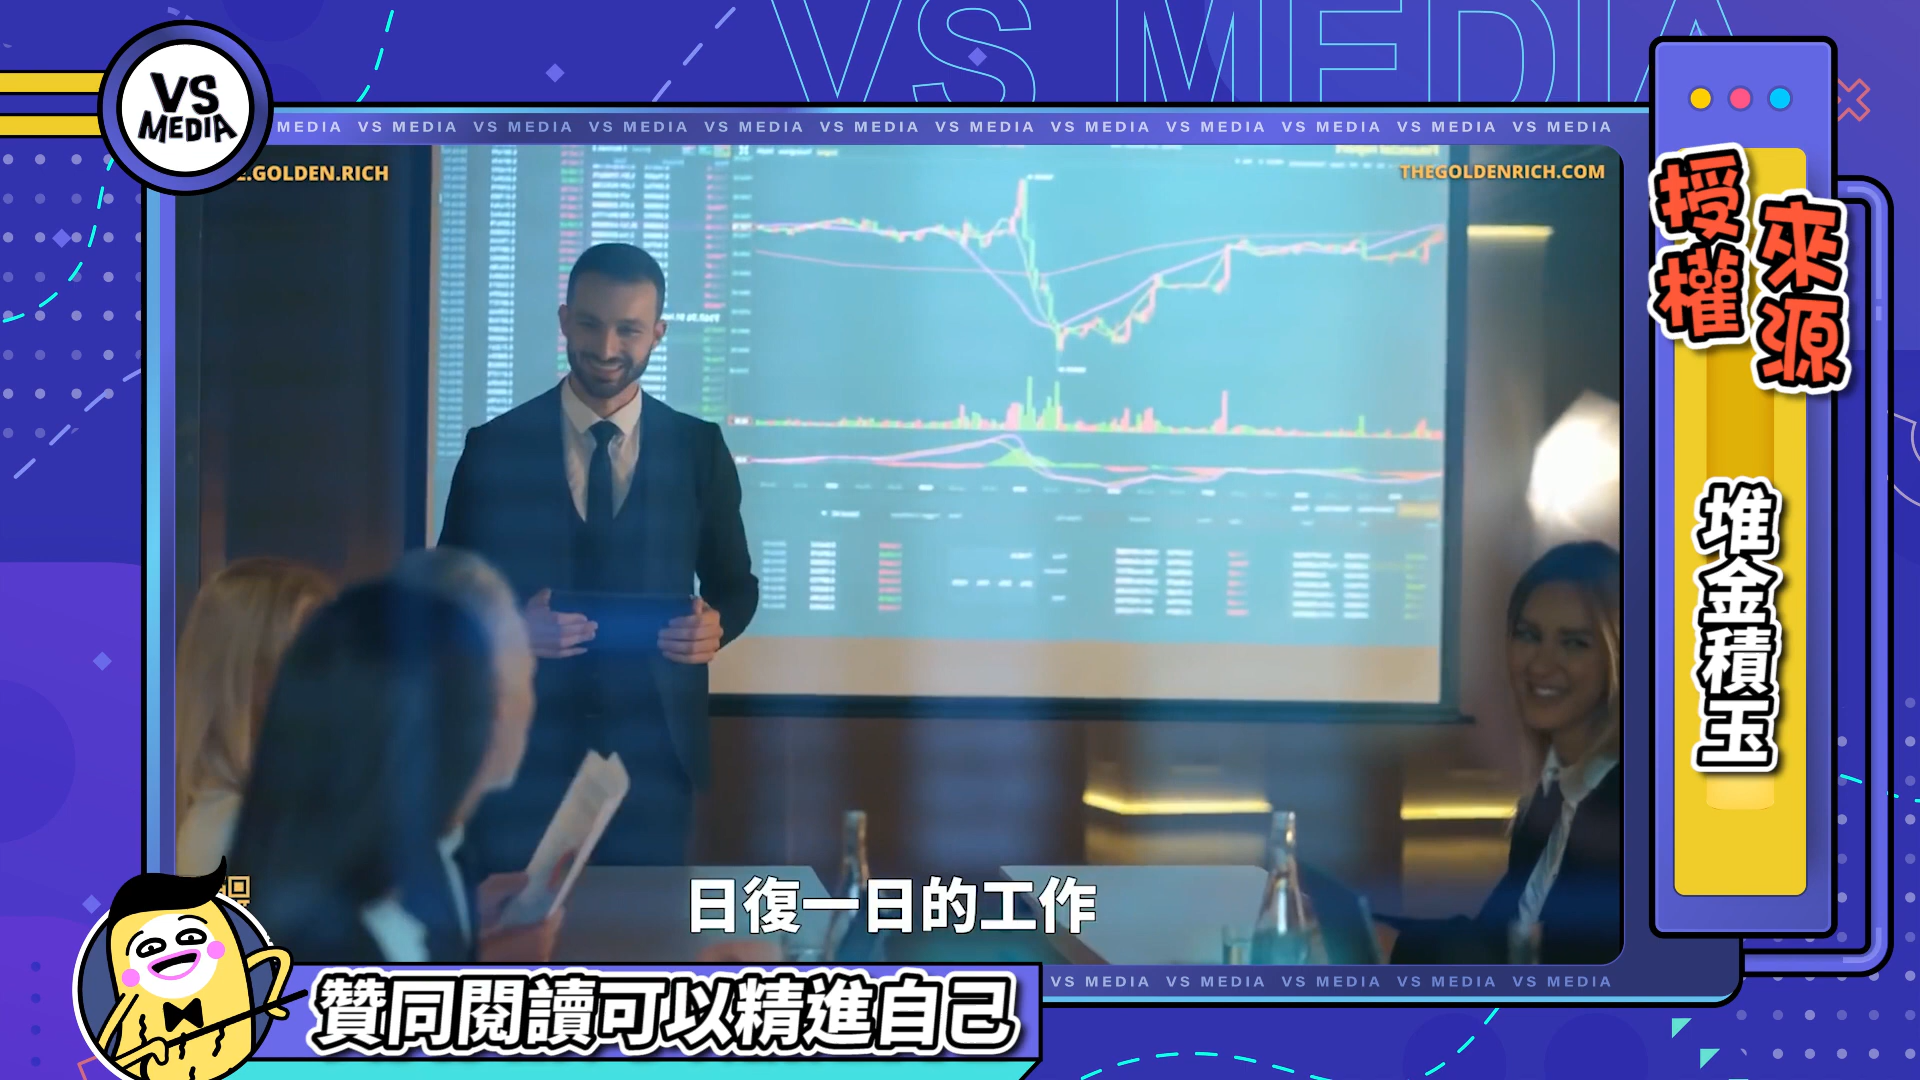 VS MEDIA
VS
MEDIA
MEDIA VS MEDIA VS MEDIA VS MEDIA VS MEDIA VS MEDIA VS MEDIA VS MEDIA VS MEDIA VS MEDIA VS MEDIA VS MEDIA
.GOLDEN.RICH
THEGOLDENRICH.COM
授權
來源
堆金積玉
日復一日的工作
VS MEDIA VS MEDIA VS MEDIA VS MEDIA VS MEDIA
贊同閱讀可以精進自己